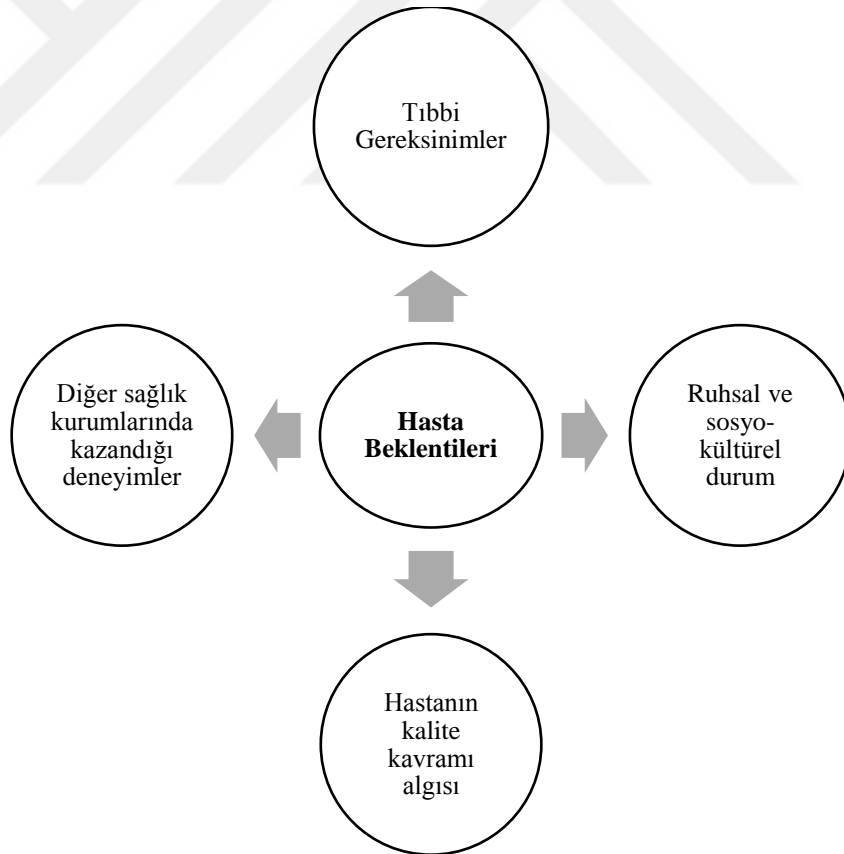 Tıbbi
Gereksinimler
Diğer sağlık
kurumlarında
kazandığı
deneyimler
Hasta
Beklentileri
Ruhsal ve
sosyo-
kültürel
durum
Hastanın
kalite
kavramı
algısı